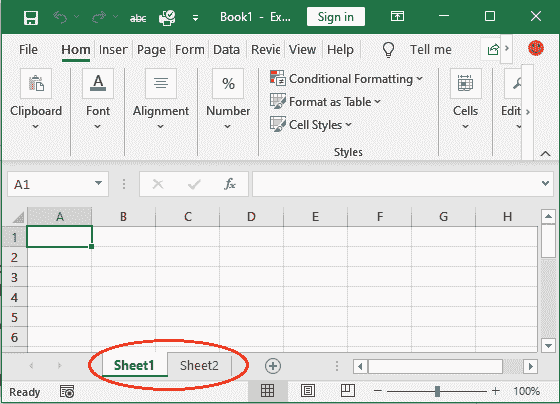 Book1 - Ex... Sign in
File Hom Inser Page Form Data Revie View Help Tell me
Conditional Formatting
Format as Table
Cell Styles
Clipboard Font Alignment Number Cells Edit
Styles
A1 fx
A B C D E F G H
1
2
3
4
5
6
Sheet1 Sheet2
Ready 100%